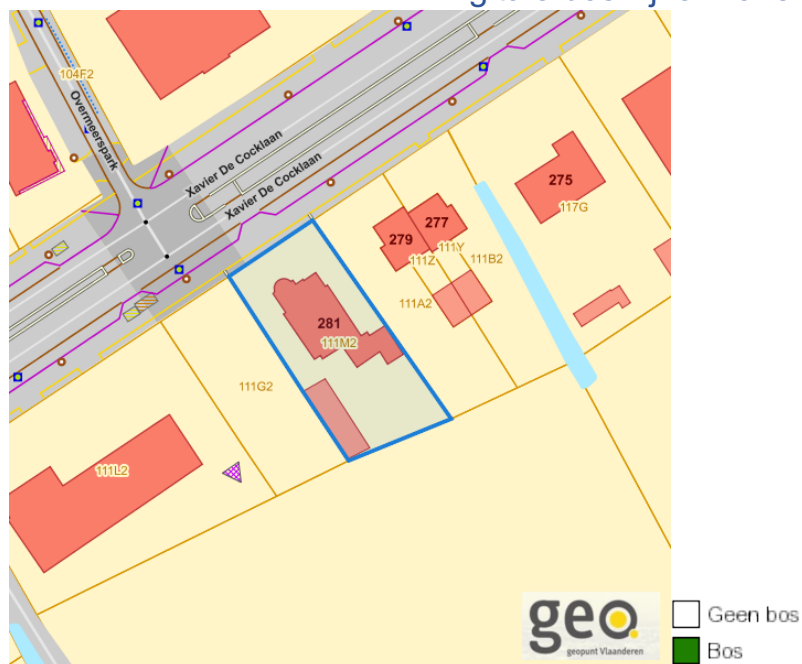 104F2
Overmeerspark
Xavier De Cocklaan
Xavier De Cocklaan
275
117G
277
279
111Y
111Z
111B2
111A2
281
111M2
111G2
111L2
geo
geopunt Vlaanderen
Geen bos
Bos